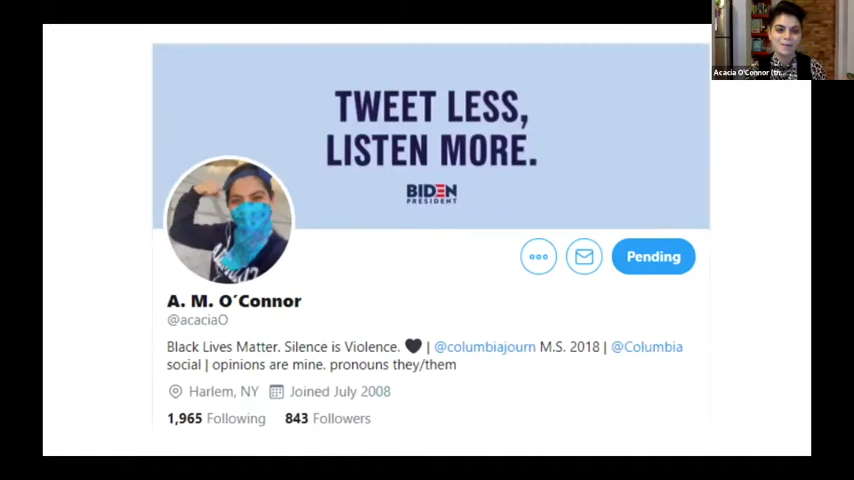 Acacia O'Connor (th...
TWEET LESS,
LISTEN MORE.
BIDEN
PRESIDENT
Pending
A. M. O´Connor
@acaciaO
Black Lives Matter. Silence is Violence. 🖤 | @columbiajourn M.S. 2018 | @Columbia
social | opinions are mine. pronouns they/them
Harlem, NY Joined July 2008
1,965 Following 843 Followers